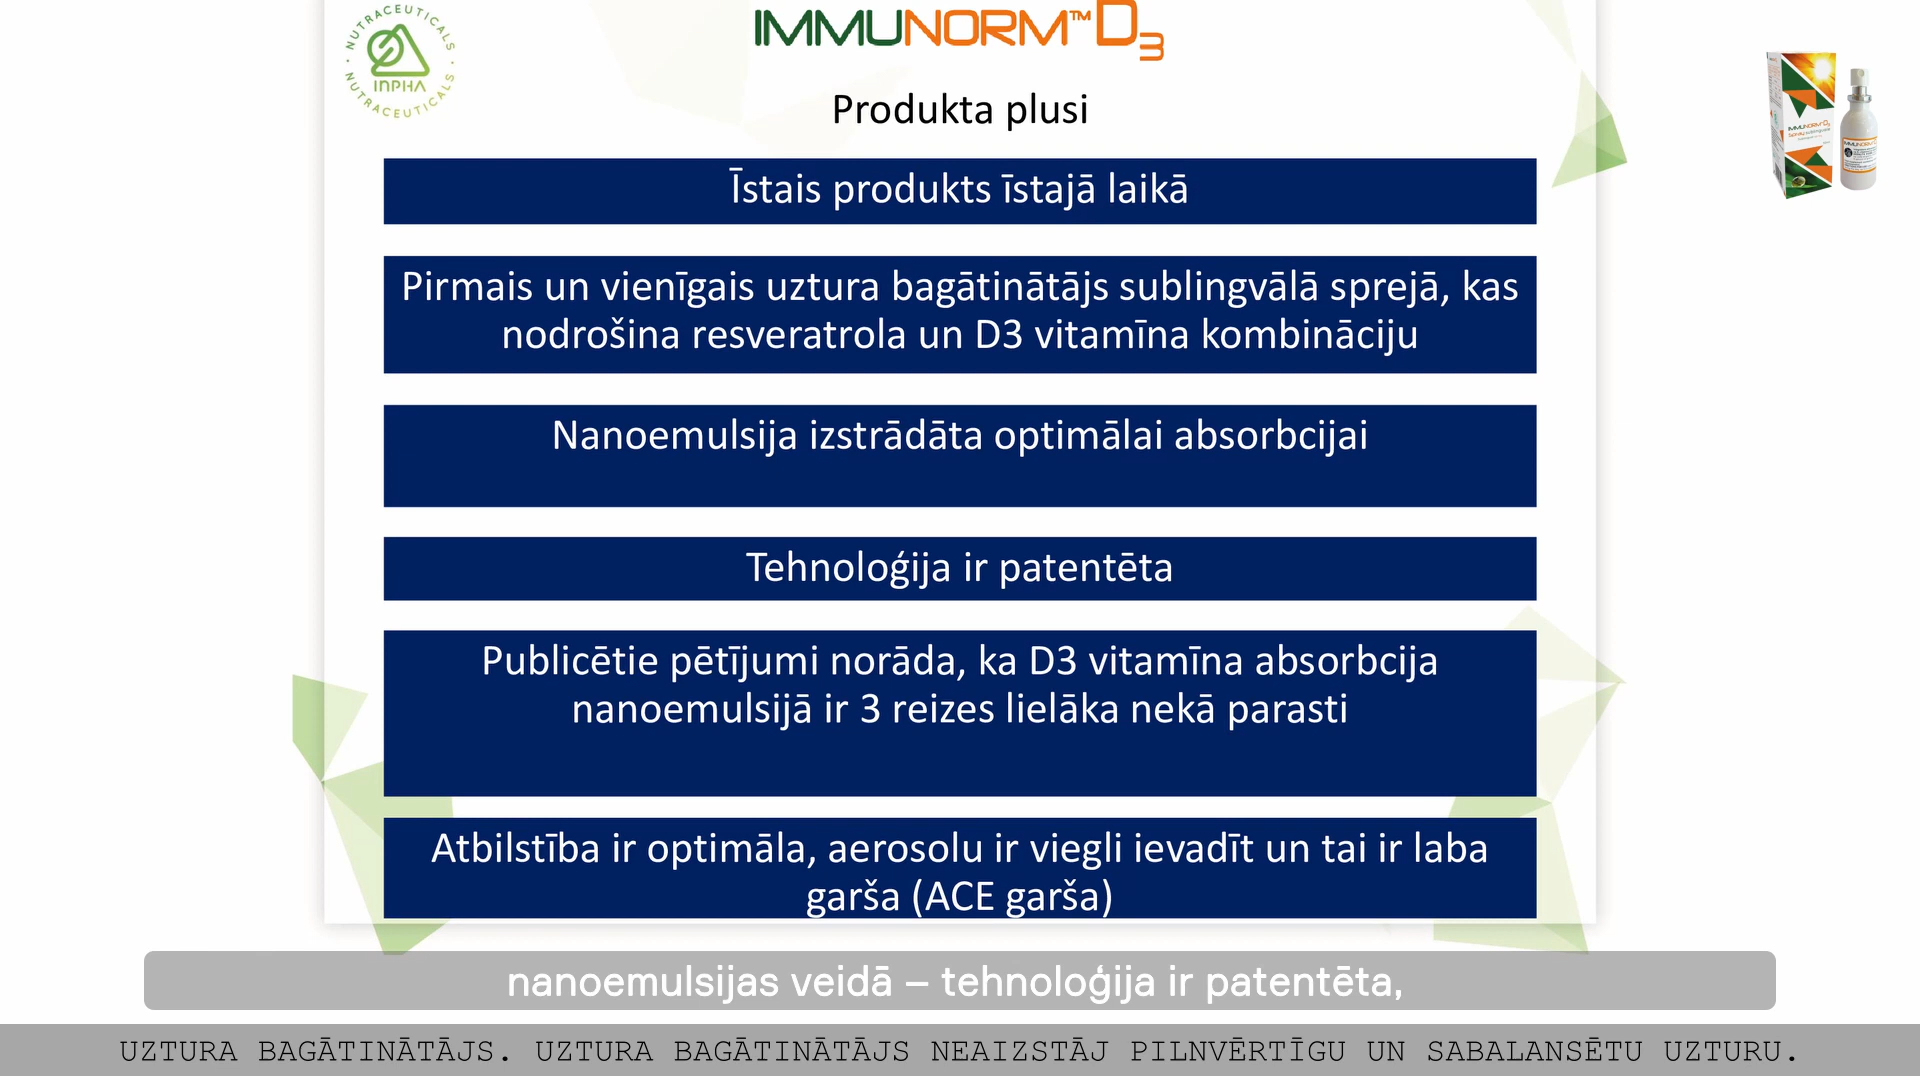 NUTRACEUTICALS
INPHA
NUTRACEUTICALS
IMMUNORM™D3
Produkta plusi
Īstais produkts īstajā laikā
Pirmais un vienīgais uztura bagātinātājs sublingvālā sprejā, kas
nodrošina resveratrola un D3 vitamīna kombināciju
Nanoemulsija izstrādāta optimālai absorbcijai
Tehnoloģija ir patentēta
Publicētie pētījumi norāda, ka D3 vitamīna absorbcija
nanoemulsijā ir 3 reizes lielāka nekā parasti
Atbilstība ir optimāla, aerosolu ir viegli ievadīt un tai ir laba
garša (ACE garša)
nanoemulsijas veidā – tehnoloģija ir patentēta,
UZTURA BAGĀTINĀTĀJS. UZTURA BAGĀTINĀTĀJS NEAIZSTĀJ PILNVĒRTĪGU UN SABALANSĒTU UZTURU.